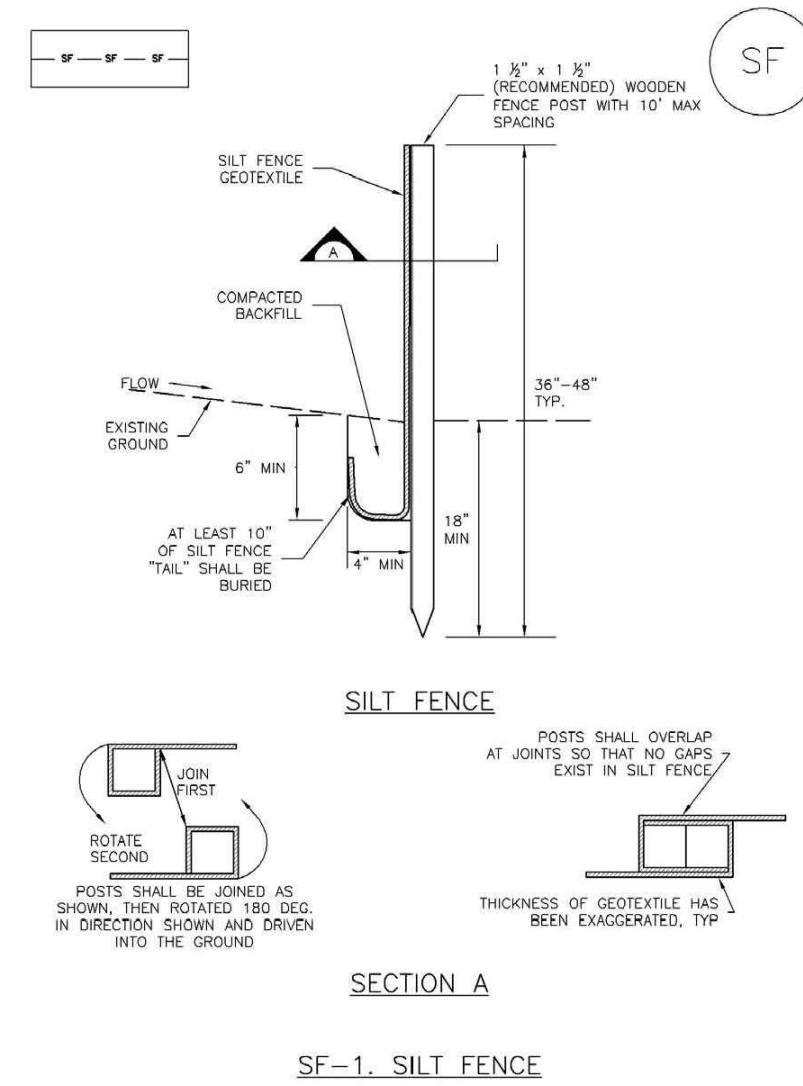 SF SF SF
SF
1 ½" x 1 ½"
(RECOMMENDED) WOODEN
FENCE POST WITH 10' MAX
SPACING
SILT FENCE
GEOTEXTILE
A
COMPACTED
BACKFILL
FLOW
36"-48"
TYP.
EXISTING
GROUND
6" MIN
18"
MIN
AT LEAST 10"
OF SILT FENCE
"TAIL" SHALL BE
BURIED
4" MIN
SILT FENCE
JOIN
FIRST
ROTATE
SECOND
POSTS SHALL BE JOINED AS
SHOWN, THEN ROTATED 180 DEG.
IN DIRECTION SHOWN AND DRIVEN
INTO THE GROUND
POSTS SHALL OVERLAP
AT JOINTS SO THAT NO GAPS
EXIST IN SILT FENCE
THICKNESS OF GEOTEXTILE HAS
BEEN EXAGGERATED, TYP
SECTION A
SF-1. SILT FENCE